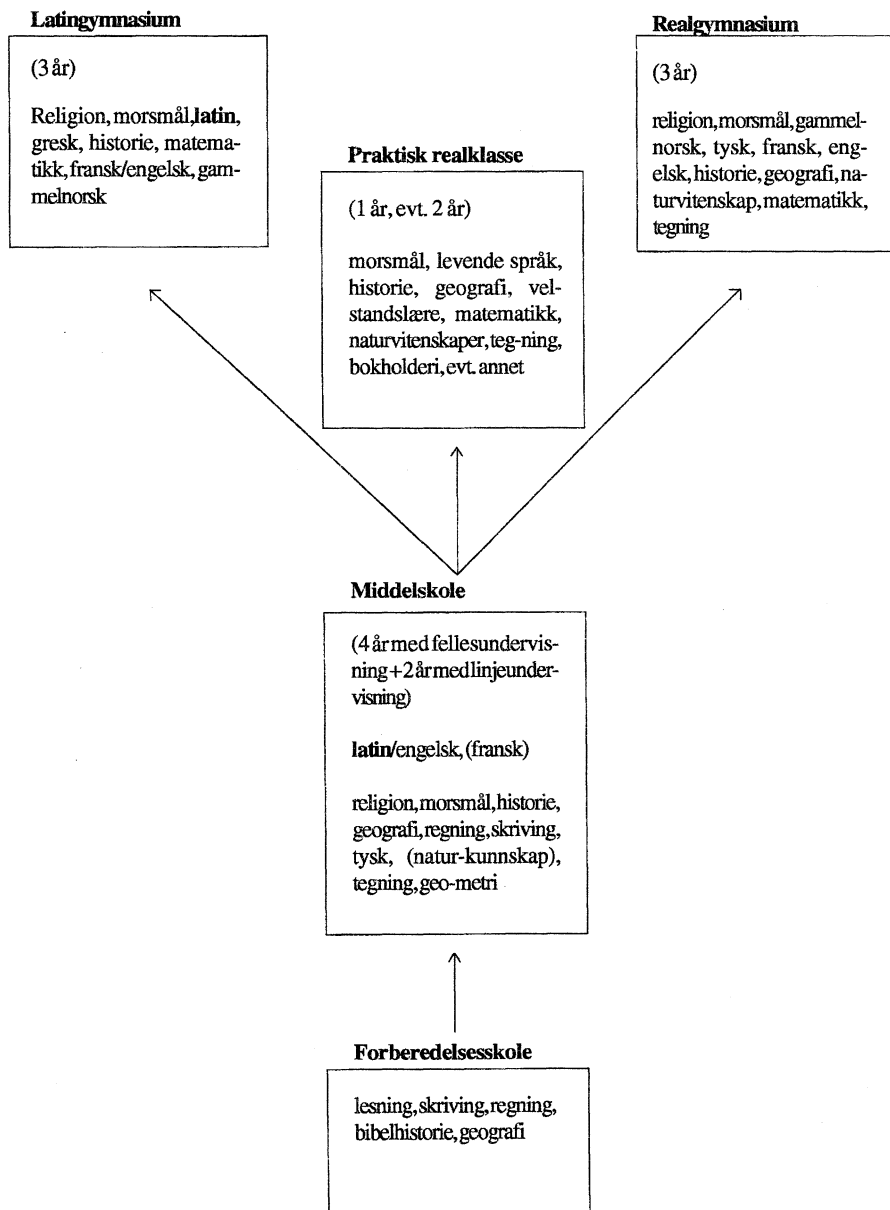 Latingymnasium
(3 år)
Religion, morsmål, latin,
gresk, historie, matema-
tikk, fransk/engelsk, gam-
melnorsk
Praktisk realklasse
(1 år, evt. 2 år)
morsmål, levende språk,
historie, geografi, vel-
standslære, matematikk,
naturvitenskaper, teg-ning,
bokholderi, evt. annet
Realgymnasium
(3 år)
religion, morsmål, gammel-
norsk, tysk, fransk, eng-
elsk, historie, geografi, na-
turvitenskap, matematikk,
tegning
Middelskole
(4 år med fellesundervis-
ning + 2 år med linjeunder-
visning)
latin/engelsk, (fransk)
religion, morsmål, historie,
geografi, regning, skriving,
tysk, (natur-kunnskap),
tegning, geo-metri
Forberedelsesskole
lesning, skriving, regning,
bibelhistorie, geografi